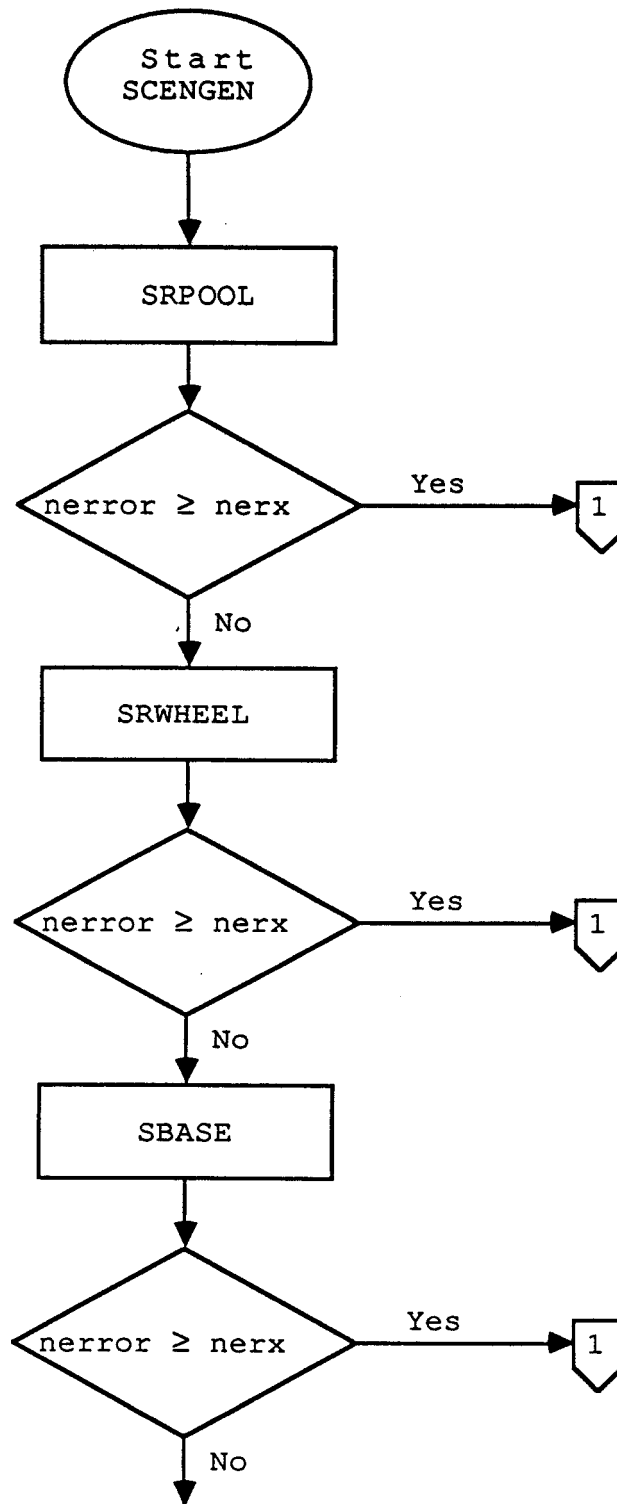 Start
SCENGEN
SRPOOL
nerror ≥ nerx
Yes
1
No
SRWHEEL
nerror ≥ nerx
Yes
1
No
SBASE
nerror ≥ nerx
Yes
1
No